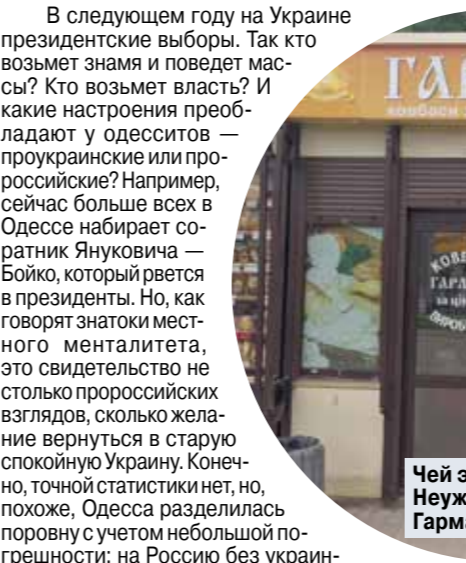 В следующем году на Украине
президентские выборы. Так кто
возьмет знамя и поведет мас-
сы? Кто возьмет власть? И
какие настроения преоб-
ладают у одесситов —
проукраинские или про-
российские? Например,
сейчас больше всех в
Одессе набирает со-
ратник Януковича —
Бойко, который рвется
в президенты. Но, как
говорят знатоки мест-
ного менталитета,
это свидетельство не
столько пророссийских
взглядов, сколько жела-
ние вернуться в старую
спокойную Украину. Конеч-
но, точной статистики нет, но,
похоже, Одесса разделилась
поровну с учетом небольшой по-
грешности: на Россию без украин-
Чей